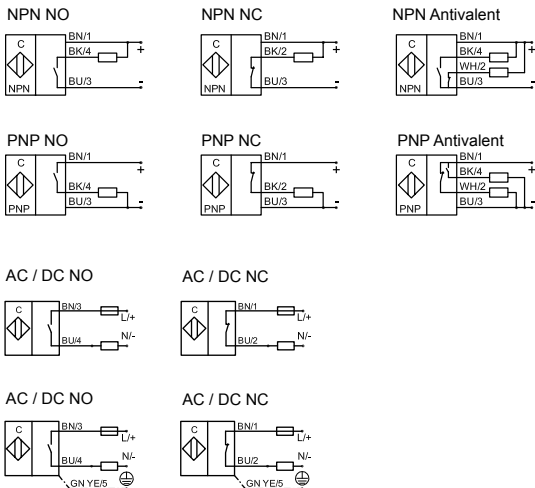 NPN NO
C
NPN
BN/1
BK/4
BU/3
+
-
NPN NC
C
NPN
BN/1
BK/2
BU/3
+
-
NPN Antivalent
C
NPN
BN/1
BK/4
WH/2
BU/3
+
-
PNP NO
C
PNP
BN/1
BK/4
BU/3
+
-
PNP NC
C
PNP
BN/1
BK/2
BU/3
+
-
PNP Antivalent
C
PNP
BN/1
BK/4
WH/2
BU/3
+
-
AC / DC NO
C
BN/3
L/+
BU/4
N/-
AC / DC NC
C
BN/1
L/+
BU/2
N/-
AC / DC NO
C
BN/3
L/+
BU/4
N/-
GN YE/5
AC / DC NC
C
BN/1
L/+
BU/2
N/-
GN YE/5